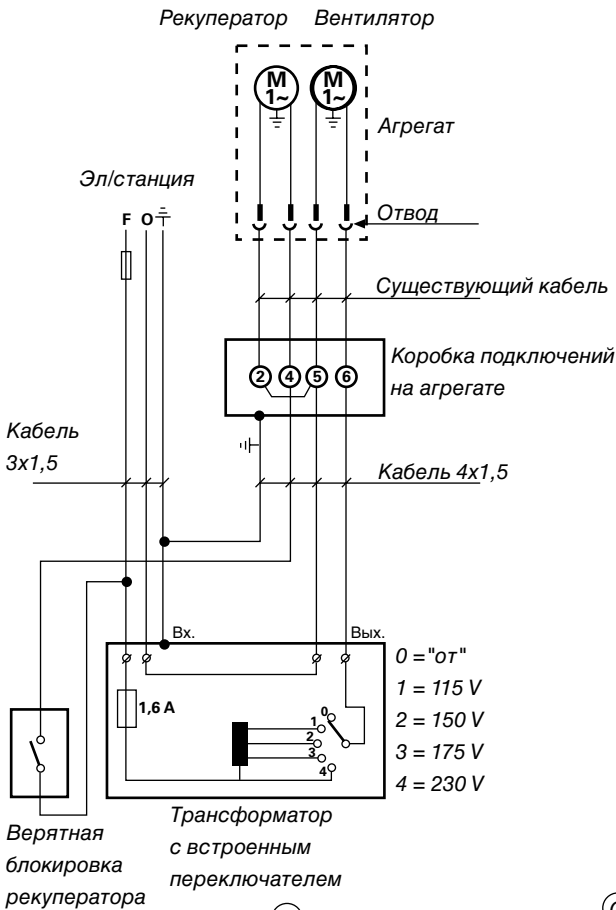 Рекуператор Вентилятор
M
1~
M
1~
Агрегат
Эл/станция
F O
Отвод
Существующий кабель
2 4 5 6
Коробка подключений
на агрегате
Кабель
3x1,5
Кабель 4x1,5
Вх.
Вых.
1,6 A
0
1
2
3
4
0 ="от"
1 = 115 V
2 = 150 V
3 = 175 V
4 = 230 V
Верятная
блокировка
рекуператора
Трансформатор
с встроенным
переключателем